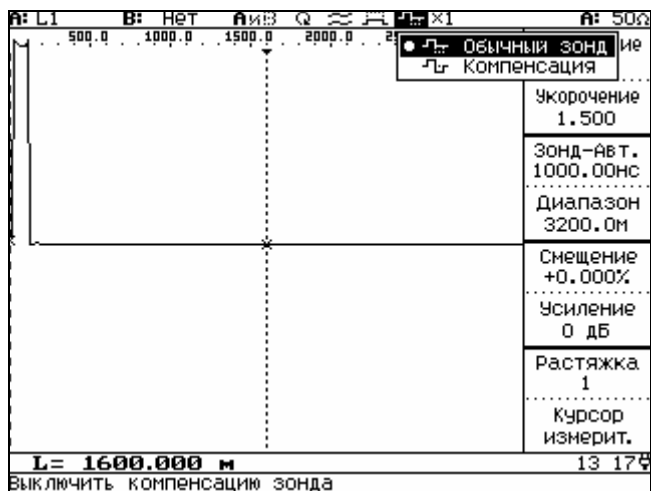 A: L1 B: Нет АиВ ×1 A: 50Ω
500.0 1000.0 1500.0 2000.0
Обычный зонд
Компенсация
Укорочение
1.500
Зонд-Авт.
1000.00нс
Диапазон
3200.0м
Смещение
+0.000%
Усиление
0 дБ
Растяжка
1
Курсор
измерит.
L= 1600.000 м 13 17
Выключить компенсацию зонда